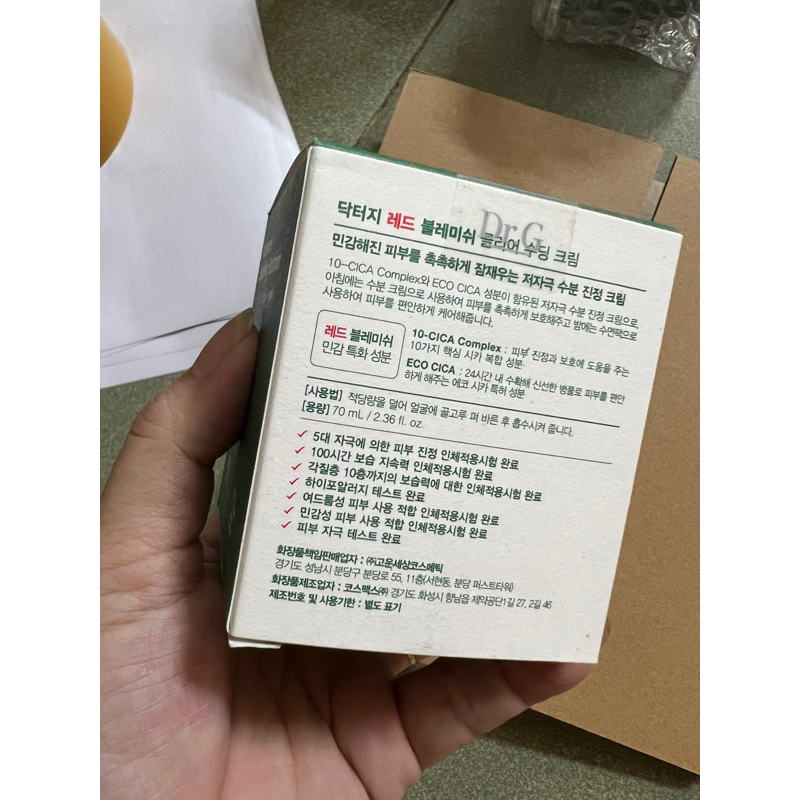 닥터지 레드 블레미쉬 클리어 수딩 크림
Dr.G
민감해진 피부를 촉촉하게 잠재우는 저자극 수분 진정 크림
10-CICA Complex와 ECO CICA 성분이 함유된 저자극 수분 진정 크림으로,
아침에는 수분 크림으로 사용하여 피부를 촉촉하게 보호해주고 밤에는 수면팩으로
사용하여 피부를 편안하게 케어해줍니다.
레드 블레미쉬
민감 특화 성분
10-CICA Complex : 피부 진정과 보호에 도움을 주는
10가지 핵심 시카 복합 성분
ECO CICA : 24시간 내 수확해 신선한 병풀로 피부를 편안
하게 해주는 에코 시카 특허 성분
[사용법] 적당량을 덜어 얼굴에 골고루 펴 바른 후 흡수시켜 줍니다.
[용량] 70 mL / 2.36 fl. oz.
✓ 5대 자극에 의한 피부 진정 인체적용시험 완료
✓ 100시간 보습 지속력 인체적용시험 완료
✓ 각질층 10층까지의 보습력에 대한 인체적용시험 완료
✓ 하이포알러지 테스트 완료
✓ 여드름성 피부 사용 적합 인체적용시험 완료
✓ 민감성 피부 사용 적합 인체적용시험 완료
✓ 피부 자극 테스트 완료
화장품책임판매업자 : ㈜고운세상코스메틱
경기도 성남시 분당구 분당로 55, 11층(서현동, 분당 퍼스트타워)
화장품제조업자 : 코스맥스㈜ 경기도 화성시 향남읍 제약공단1길 27, 2길 46
제조번호 및 사용기한 : 별도 표기